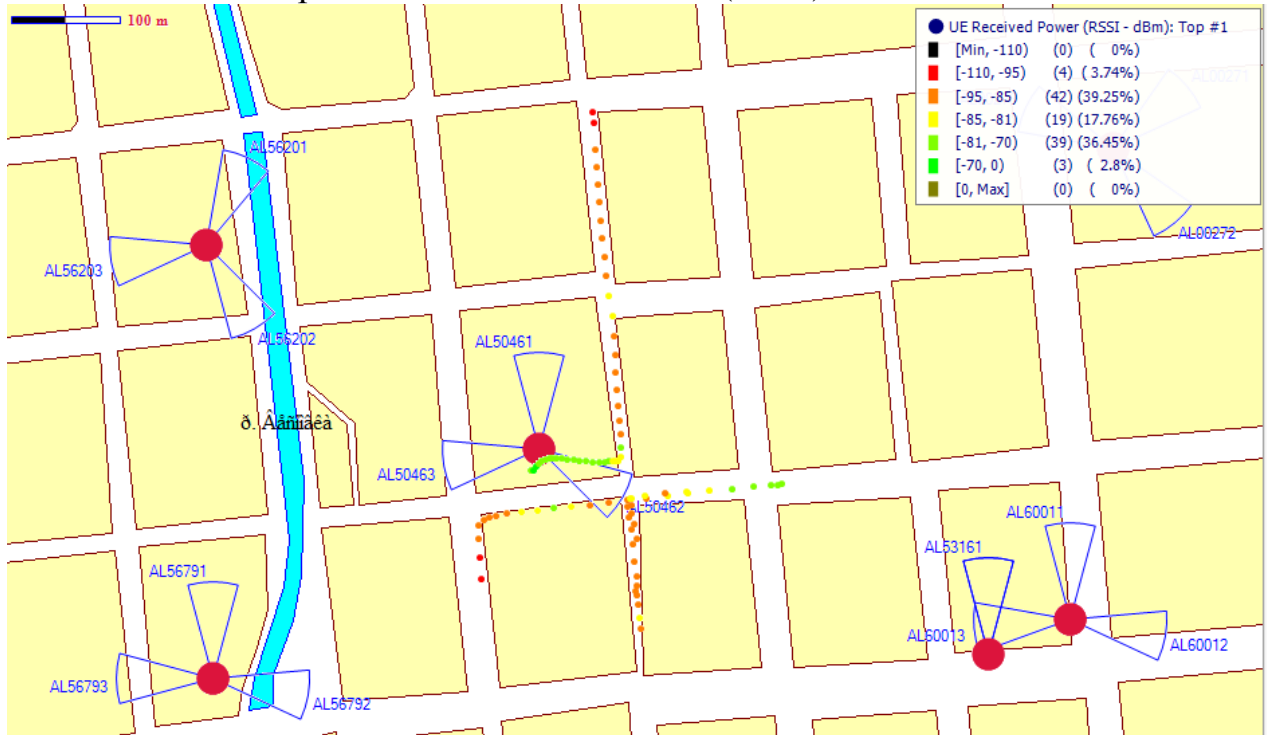 100 m
UE Received Power (RSSI - dBm): Top #1
[Min, -110) (0) ( 0%)
[-110, -95) (4) ( 3.74%)
[-95, -85) (42) (39.25%)
[-85, -81) (19) (17.76%)
[-81, -70) (39) (36.45%)
[-70, 0) (3) ( 2.8%)
[0, Max] (0) ( 0%)
AL00271
AL56201
AL00272
AL56203
AL56202
AL50461
ð. Âåñíîâêà
AL50463
AL50462
AL60011
AL53161
AL56791
AL60013
AL60012
AL56793
AL56792